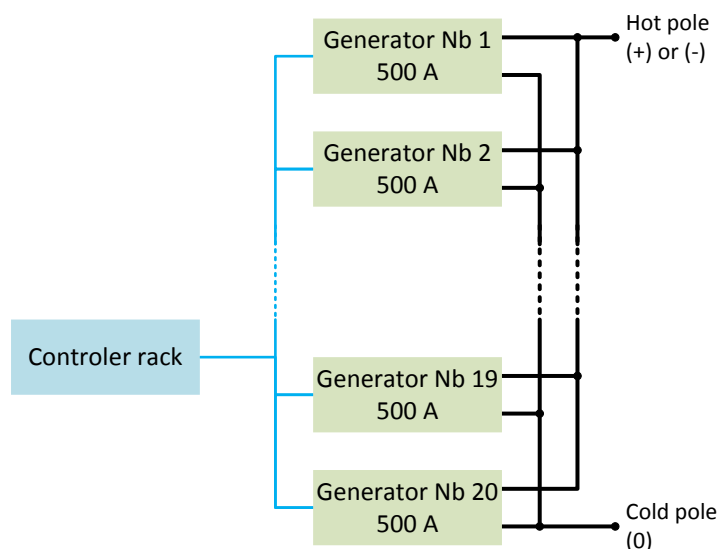 Generator Nb 1
500 A
Hot pole
(+) or (-)
Generator Nb 2
500 A
Controler rack
Generator Nb 19
500 A
Generator Nb 20
500 A
Cold pole
(0)